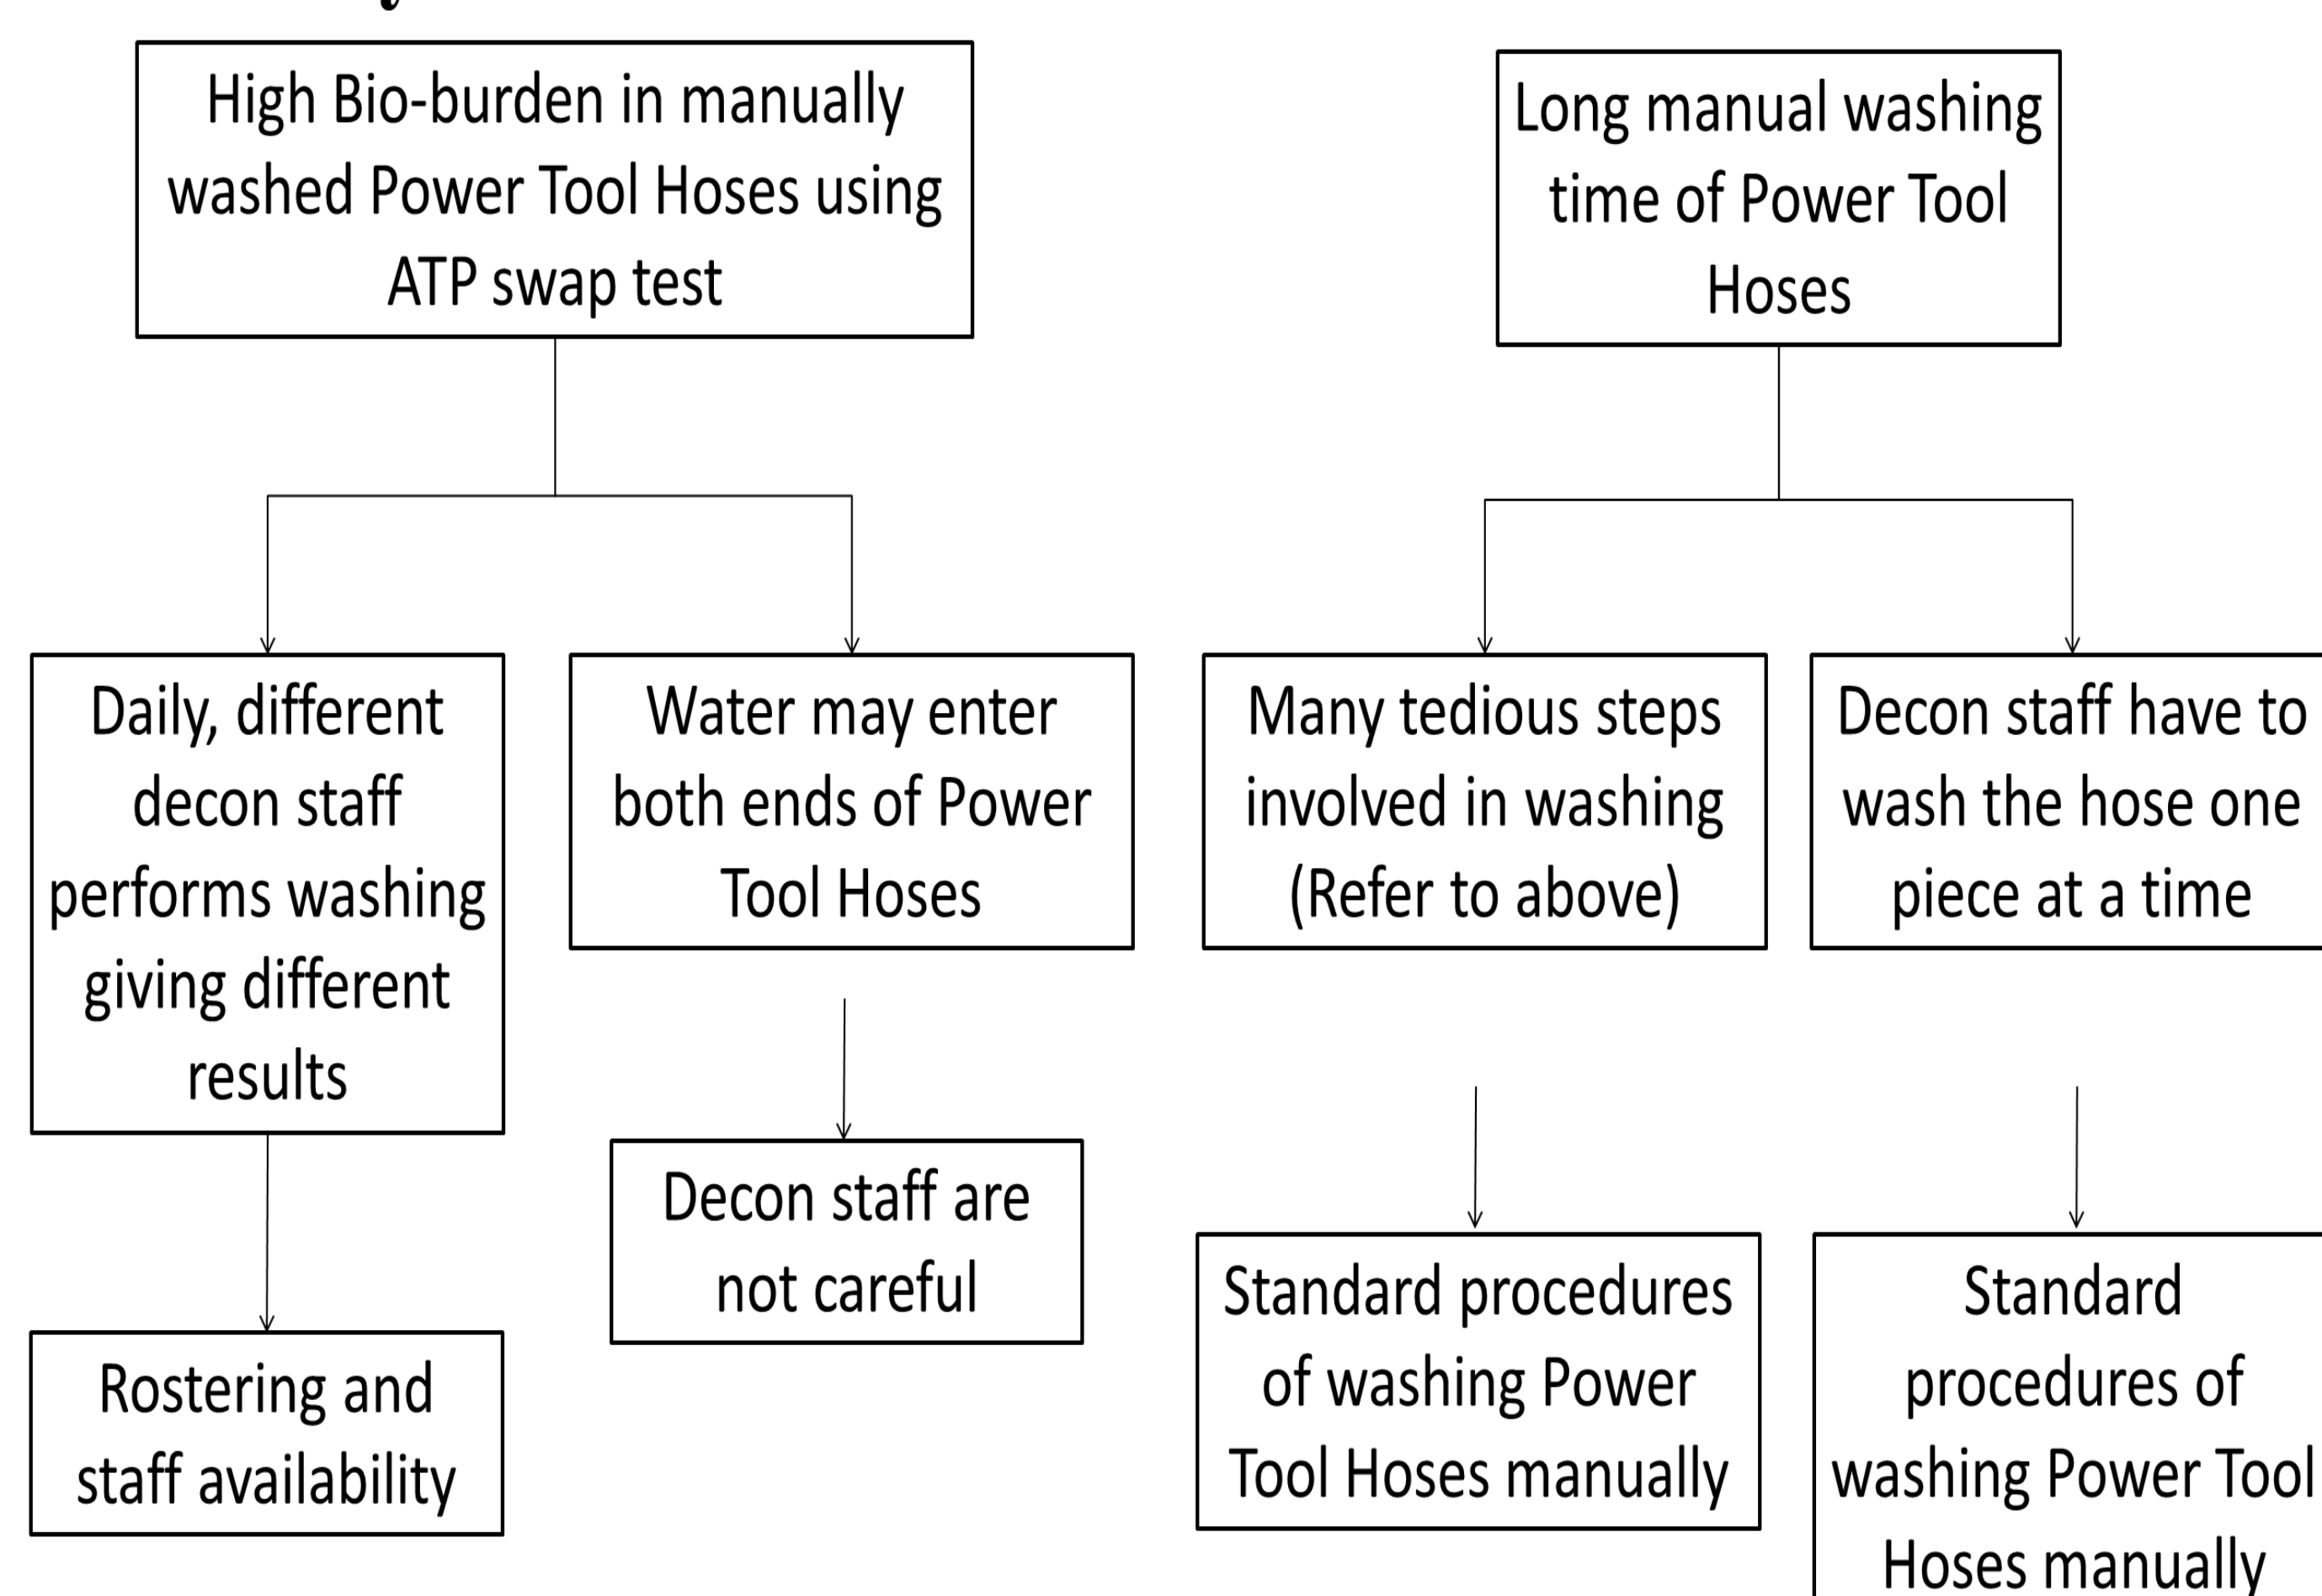 High Bio-burden in manually
washed Power Tool Hoses using
ATP swap test
Long manual washing
time of Power Tool
Hoses
Daily, different
decon staff
performs washing
giving different
results
Water may enter
both ends of Power
Tool Hoses
Many tedious steps
involved in washing
(Refer to above)
Decon staff have to
wash the hose one
piece at a time
Rostering and
staff availability
Decon staff are
not careful
Standard procedures
of washing Power
Tool Hoses manually
Standard
procedures of
washing Power Tool
Hoses manually